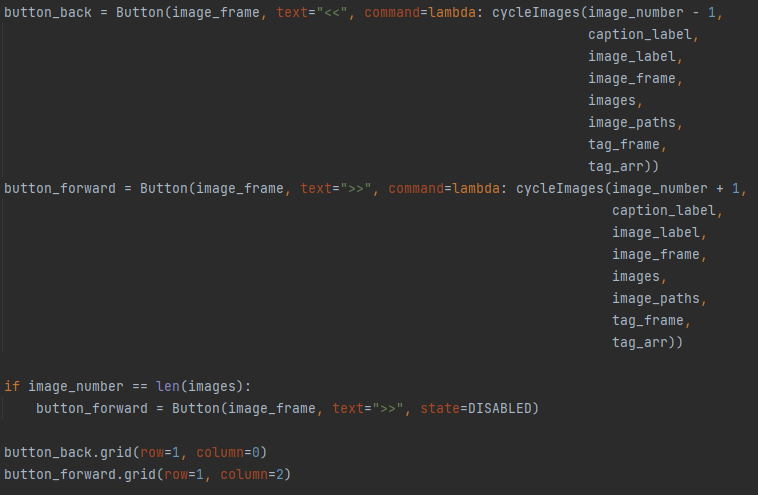 button_back = Button(image_frame, text="<<", command=lambda: cycleImages(image_number - 1,
                                                                         caption_label,
                                                                         image_label,
                                                                         image_frame,
                                                                         images,
                                                                         image_paths,
                                                                         tag_frame,
                                                                         tag_arr))
button_forward = Button(image_frame, text=">>", command=lambda: cycleImages(image_number + 1,
                                                                            caption_label,
                                                                            image_label,
                                                                            image_frame,
                                                                            images,
                                                                            image_paths,
                                                                            tag_frame,
                                                                            tag_arr))

if image_number == len(images):
    button_forward = Button(image_frame, text=">>", state=DISABLED)

button_back.grid(row=1, column=0)
button_forward.grid(row=1, column=2)